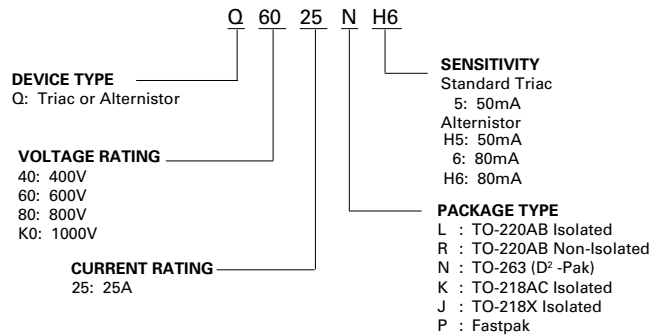 Q 60 25 N H6
DEVICE TYPE
Q: Triac or Alternistor
VOLTAGE RATING
40: 400V
60: 600V
80: 800V
K0: 1000V
CURRENT RATING
25: 25A
SENSITIVITY
Standard Triac
5: 50mA
Alternistor
H5: 50mA
6: 80mA
H6: 80mA
PACKAGE TYPE
L : TO-220AB Isolated
R : TO-220AB Non-Isolated
N : TO-263 (D² -Pak)
K : TO-218AC Isolated
J : TO-218X Isolated
P : Fastpak